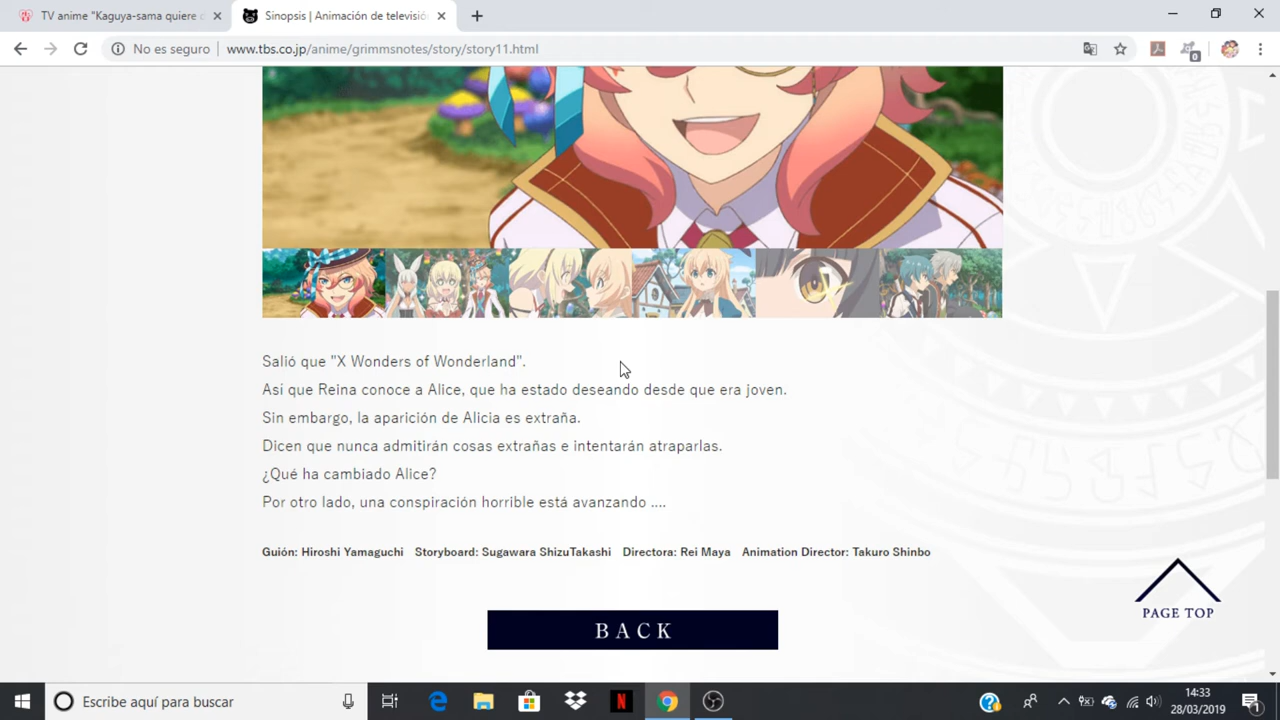 TV anime "Kaguya-sama quiere d
Sinopsis | Animación de televisión
No es seguro | www.tbs.co.jp/anime/grimmsnotes/story/story11.html
0
Salió que "X Wonders of Wonderland".
Así que Reina conoce a Alice, que ha estado deseando desde que era joven.
Sin embargo, la aparición de Alicia es extraña.
Dicen que nunca admitirán cosas extrañas e intentarán atraparlas.
¿Qué ha cambiado Alice?
Por otro lado, una conspiración horrible está avanzando ....
Guión: Hiroshi Yamaguchi Storyboard: Sugawara ShizuTakashi Directora: Rei Maya Animation Director: Takuro Shinbo
PAGE TOP
BACK
Escribe aquí para buscar
14:33
28/03/2019
1